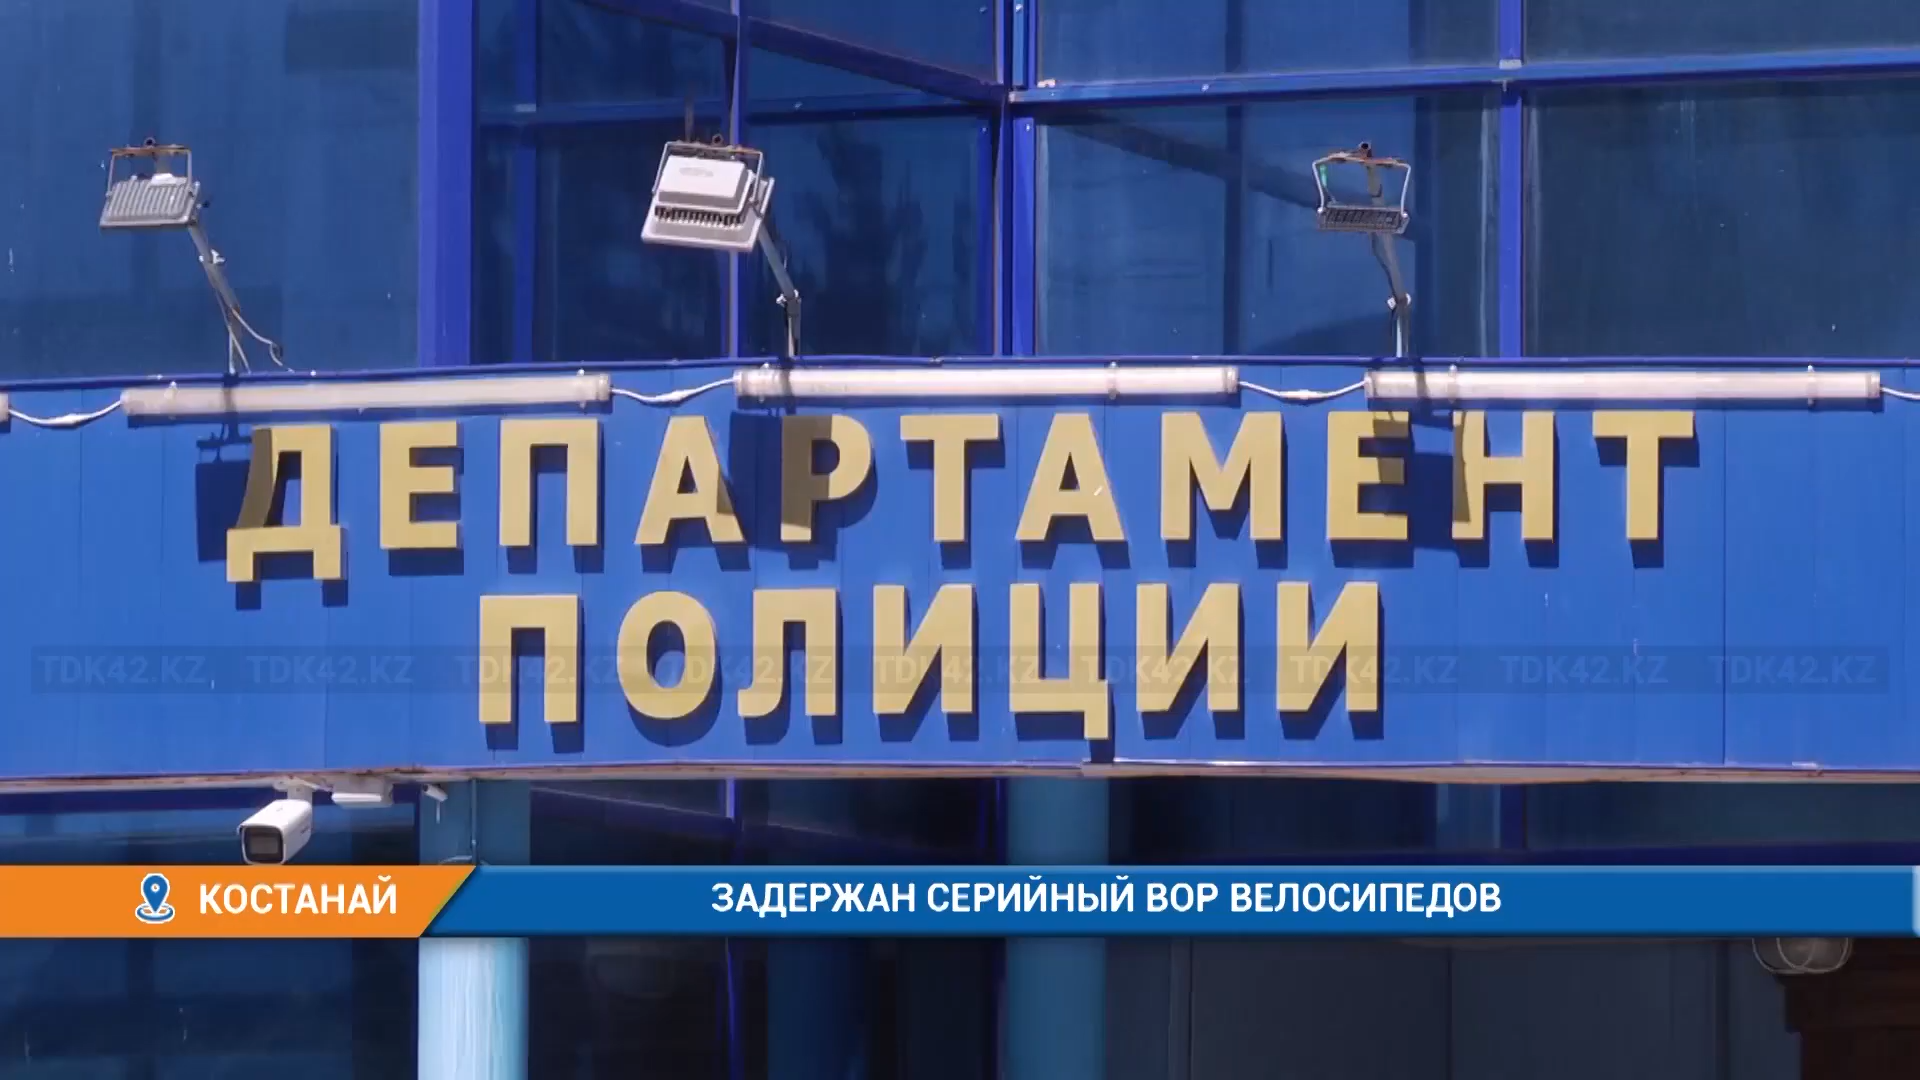 ДЕПАРТАМЕНТ
ПОЛИЦИИ
TDK42.KZ TDK42.KZ TDK42.KZ TDK42.KZ TDK42.KZ TDK42.KZ TDK42.KZ TDK42.KZ TDK42.KZ
КОСТАНАЙ
ЗАДЕРЖАН СЕРИЙНЫЙ ВОР ВЕЛОСИПЕДОВ